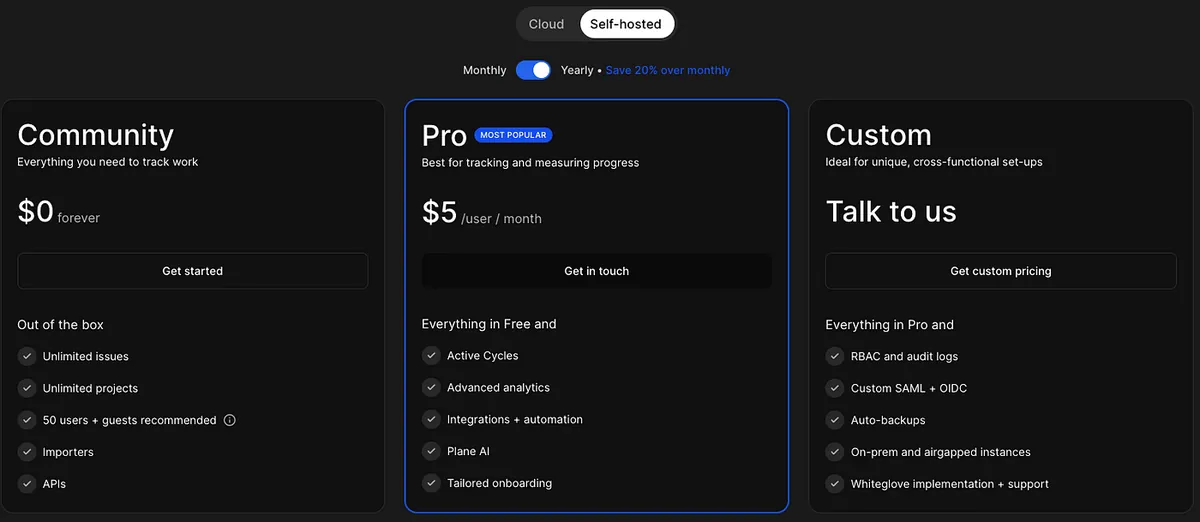 Cloud Self-hosted
Monthly Yearly • Save 20% over monthly
Community
Everything you need to track work
$0 forever
Get started
Out of the box
Unlimited issues
Unlimited projects
50 users + guests recommended
Importers
APIs
Pro MOST POPULAR
Best for tracking and measuring progress
$5 /user / month
Get in touch
Everything in Free and
Active Cycles
Advanced analytics
Integrations + automation
Plane AI
Tailored onboarding
Custom
Ideal for unique, cross-functional set-ups
Talk to us
Get custom pricing
Everything in Pro and
RBAC and audit logs
Custom SAML + OIDC
Auto-backups
On-prem and airgapped instances
Whiteglove implementation + support